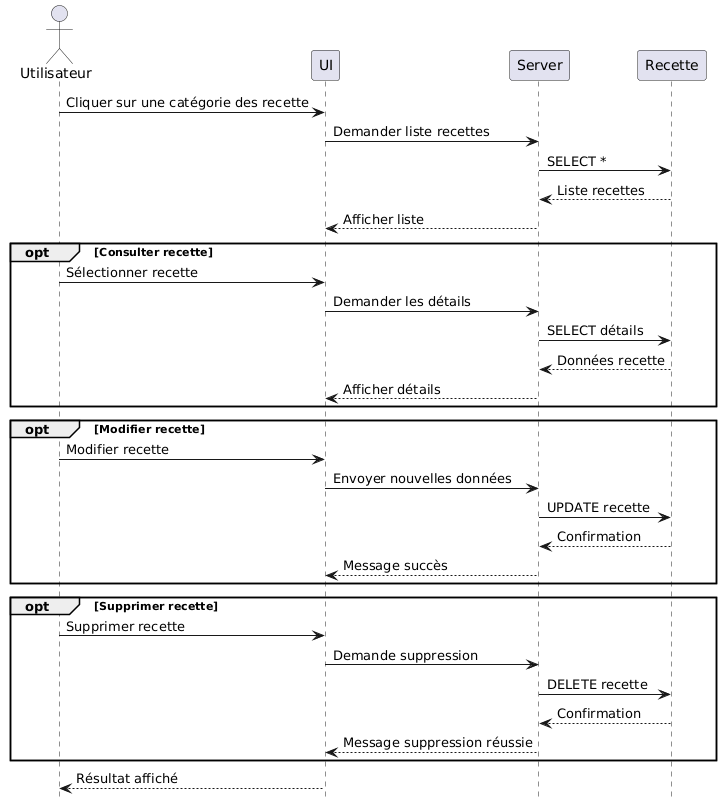 Utilisateur
UI
Server
Recette
Cliquer sur une catégorie des recette
Demander liste recettes
SELECT *
Liste recettes
Afficher liste
opt [Consulter recette]
Sélectionner recette
Demander les détails
SELECT détails
Données recette
Afficher détails
opt [Modifier recette]
Modifier recette
Envoyer nouvelles données
UPDATE recette
Confirmation
Message succès
opt [Supprimer recette]
Supprimer recette
Demande suppression
DELETE recette
Confirmation
Message suppression réussie
Résultat affiché